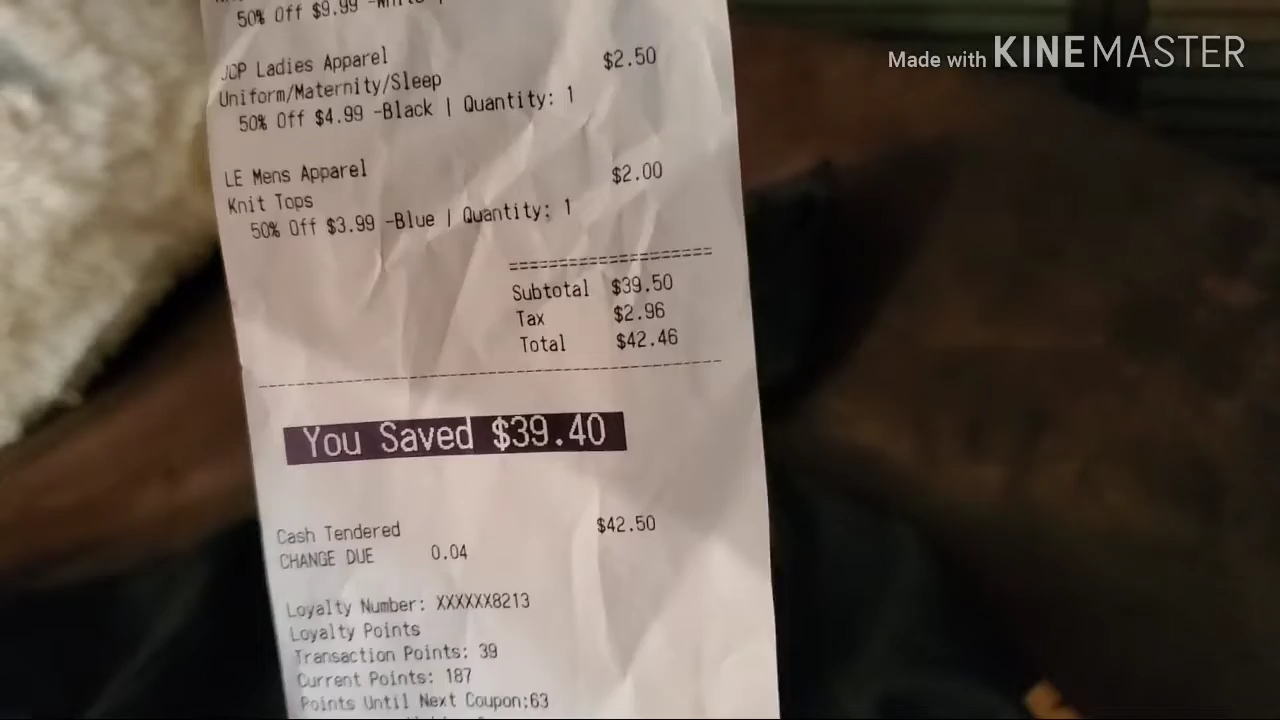 50% Off $9.99 -White
Made with KINEMASTER
JCP Ladies Apparel $2.50
Uniform/Maternity/Sleep
50% Off $4.99 -Black | Quantity: 1
LE Mens Apparel $2.00
Knit Tops
50% Off $3.99 -Blue | Quantity: 1
====================
Subtotal $39.50
Tax $2.96
Total $42.46
You Saved $39.40
Cash Tendered $42.50
CHANGE DUE 0.04
Loyalty Number: XXXXXX8213
Loyalty Points
Transaction Points: 39
Current Points: 187
Points Until Next Coupon:63